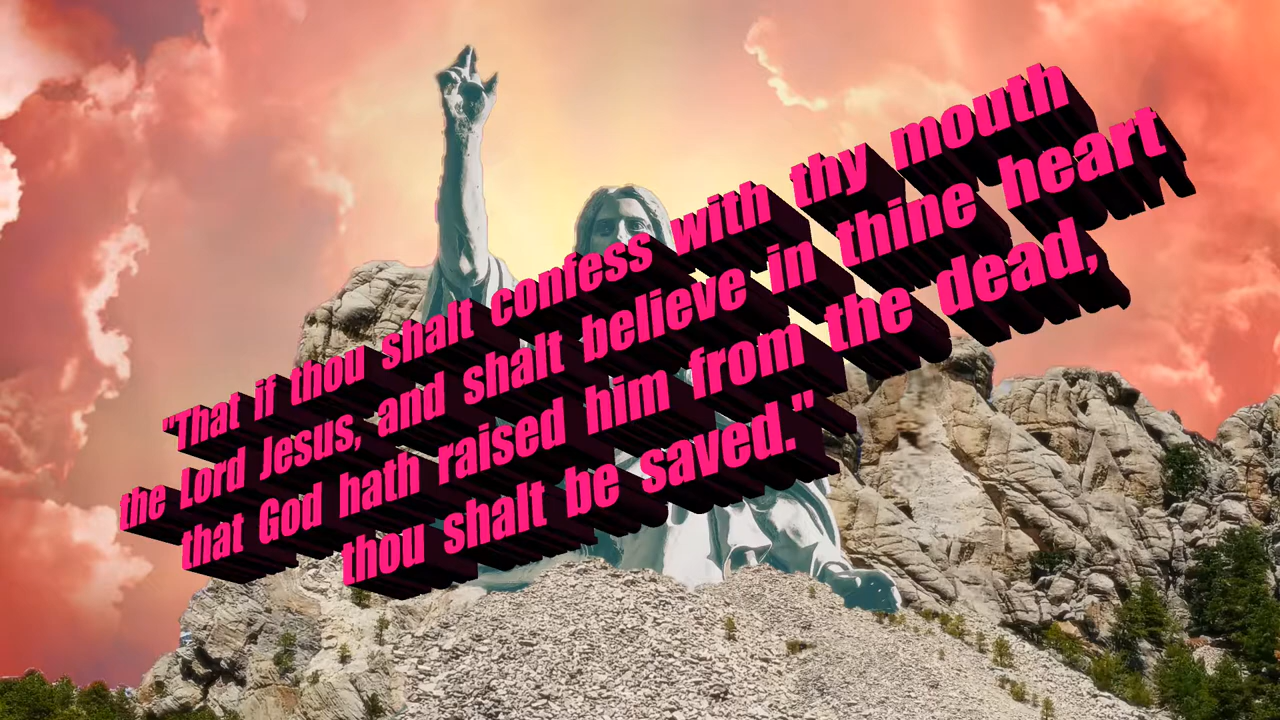 "That if thou shalt confess with thy mouth
the Lord Jesus, and shalt believe in thine heart
that God hath raised him from the dead,
thou shalt be saved."